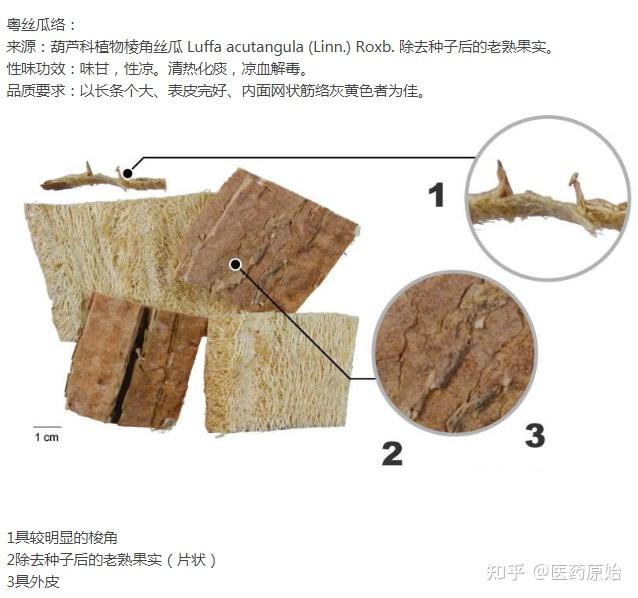 粤丝瓜络：
来源：葫芦科植物棱角丝瓜 Luffa acutangula (Linn.) Roxb. 除去种子后的老熟果实。
性味功效：味甘，性凉。清热化痰，凉血解毒。
品质要求：以长条个大、表皮完好、内面网状筋络灰黄色者为佳。
1
1 cm
2
3
1具较明显的梭角
2除去种子后的老熟果实（片状）
3具外皮
知乎 @医药原始